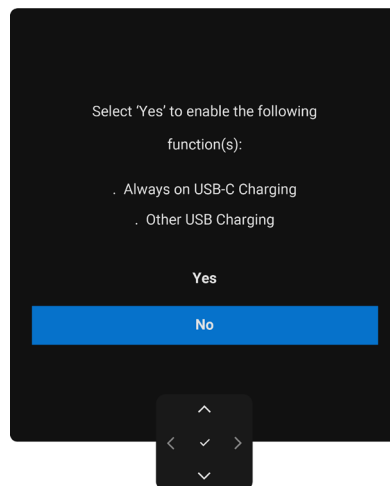 Select ‘Yes’ to enable the following
function(s):
. Always on USB-C Charging
. Other USB Charging
Yes
No